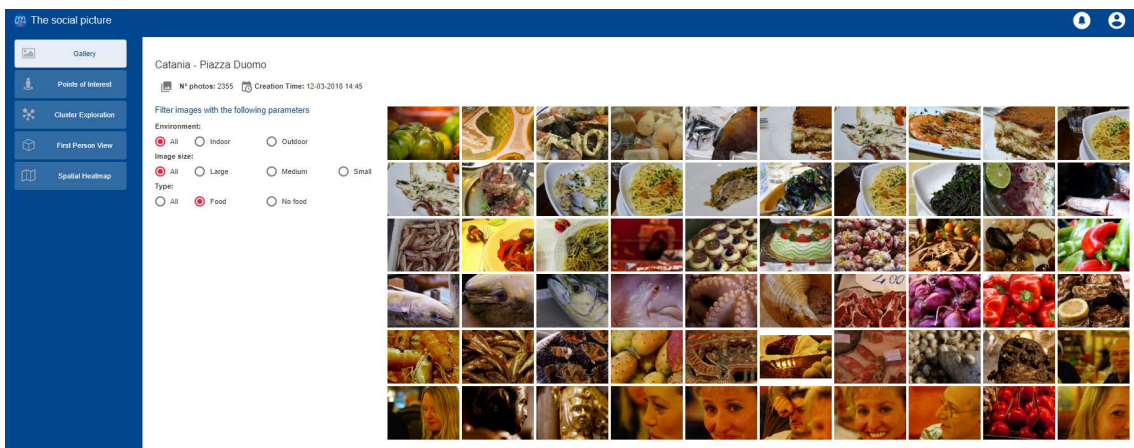 The social picture
Gallery
Points of Interest
Cluster Exploration
First Person View
Spatial Heatmap
Catania - Piazza Duomo
N° photos: 2355 Creation Time: 12-03-2018 14:45
Filter images with the following parameters
Environment:
All Indoor Outdoor
Image size:
All Large Medium Small
Type:
All Food No food
4,00